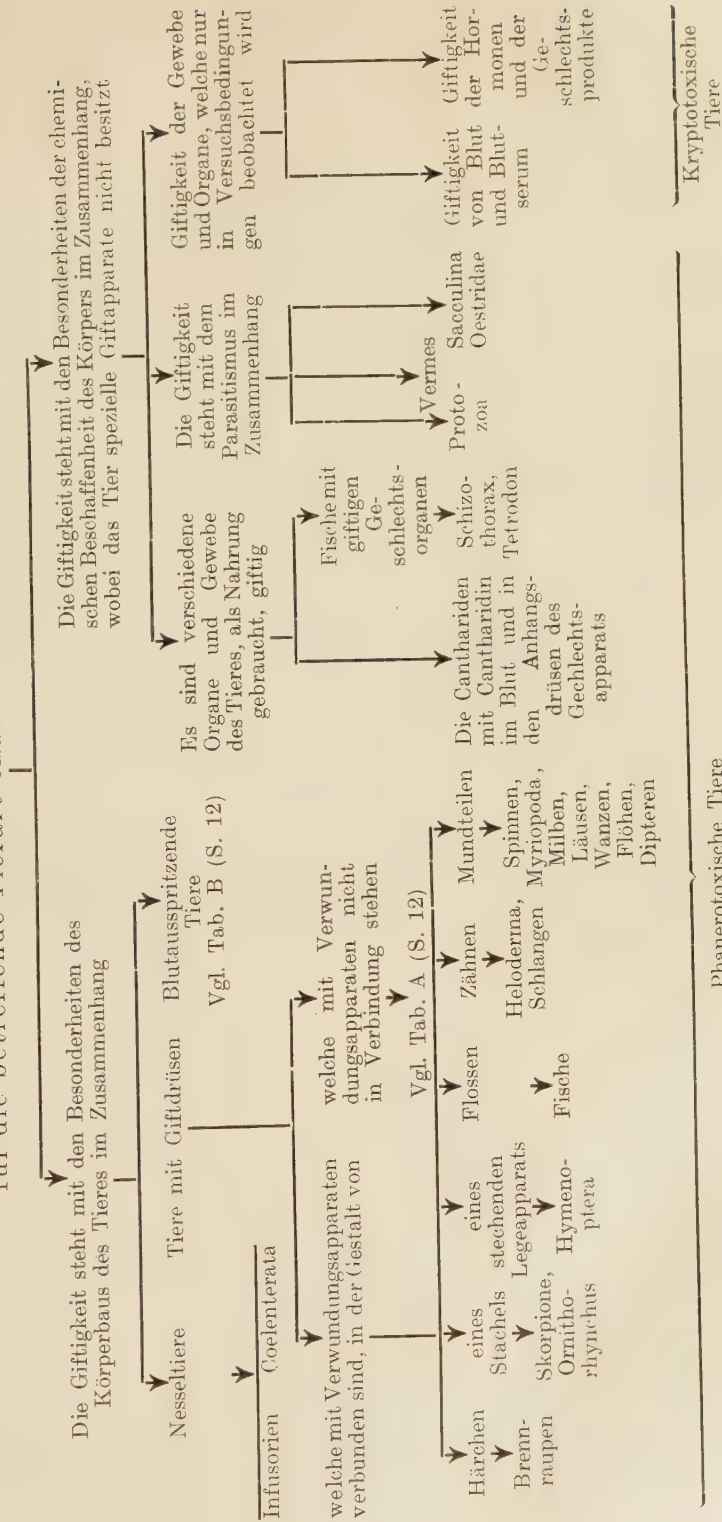 für die betreffende Tierart
Die Giftigkeit steht mit den Besonderheiten des
Körperbaus des Tieres im Zusammenhang
Die Giftigkeit steht mit den Besonderheiten der chemi-
schen Beschaffenheit des Körpers im Zusammenhang,
wobei das Tier spezielle Giftapparate nicht besitzt
Nesseltiere
Tiere mit Giftdrüsen
Blutausspritzende
Tiere
Vgl. Tab. B (S. 12)
Es sind verschiedene
Organe und Gewebe
des Tieres, als Nahrung
gebraucht, giftig
Die Giftigkeit
steht mit dem
Parasitismus im
Zusammenhang
Giftigkeit der Gewebe
und Organe, welche nur
in Versuchsbedingun-
gen beobachtet wird
Infusorien
Coelenterata
welche mit Verwundungsapparaten
verbunden sind, in der Gestalt von
welche mit Verwun-
dungsapparaten nicht
in Verbindung stehen
Vgl. Tab. A (S. 12)
Fische mit
giftigen
Ge-
schlechts-
organen
Schizo-
thorax,
Tetrodon
Die Canthariden
mit Cantharidin
im Blut und in
den Anhangs-
drüsen des
Gechlechts-
apparats
Proto-
zoa
Vermes
Sacculina
Oestridae
Giftigkeit
von Blut
und Blut-
serum
Giftigkeit
der Hor-
monen
und der
Ge-
schlechts-
produkte
Härchen
Brenn-
raupen
eines
Stachels
Skorpione,
Ornitho-
rhynchus
eines
stechenden
Legeapparats
Hymeno-
ptera
Flossen
Fische
Zähnen
Heloderma,
Schlangen
Mundteilen
Spinnen,
Myriopoda,
Milben,
Läusen,
Wanzen,
Flöhen,
Dipteren
Phanerotoxische Tiere
Kryptotoxische
Tiere